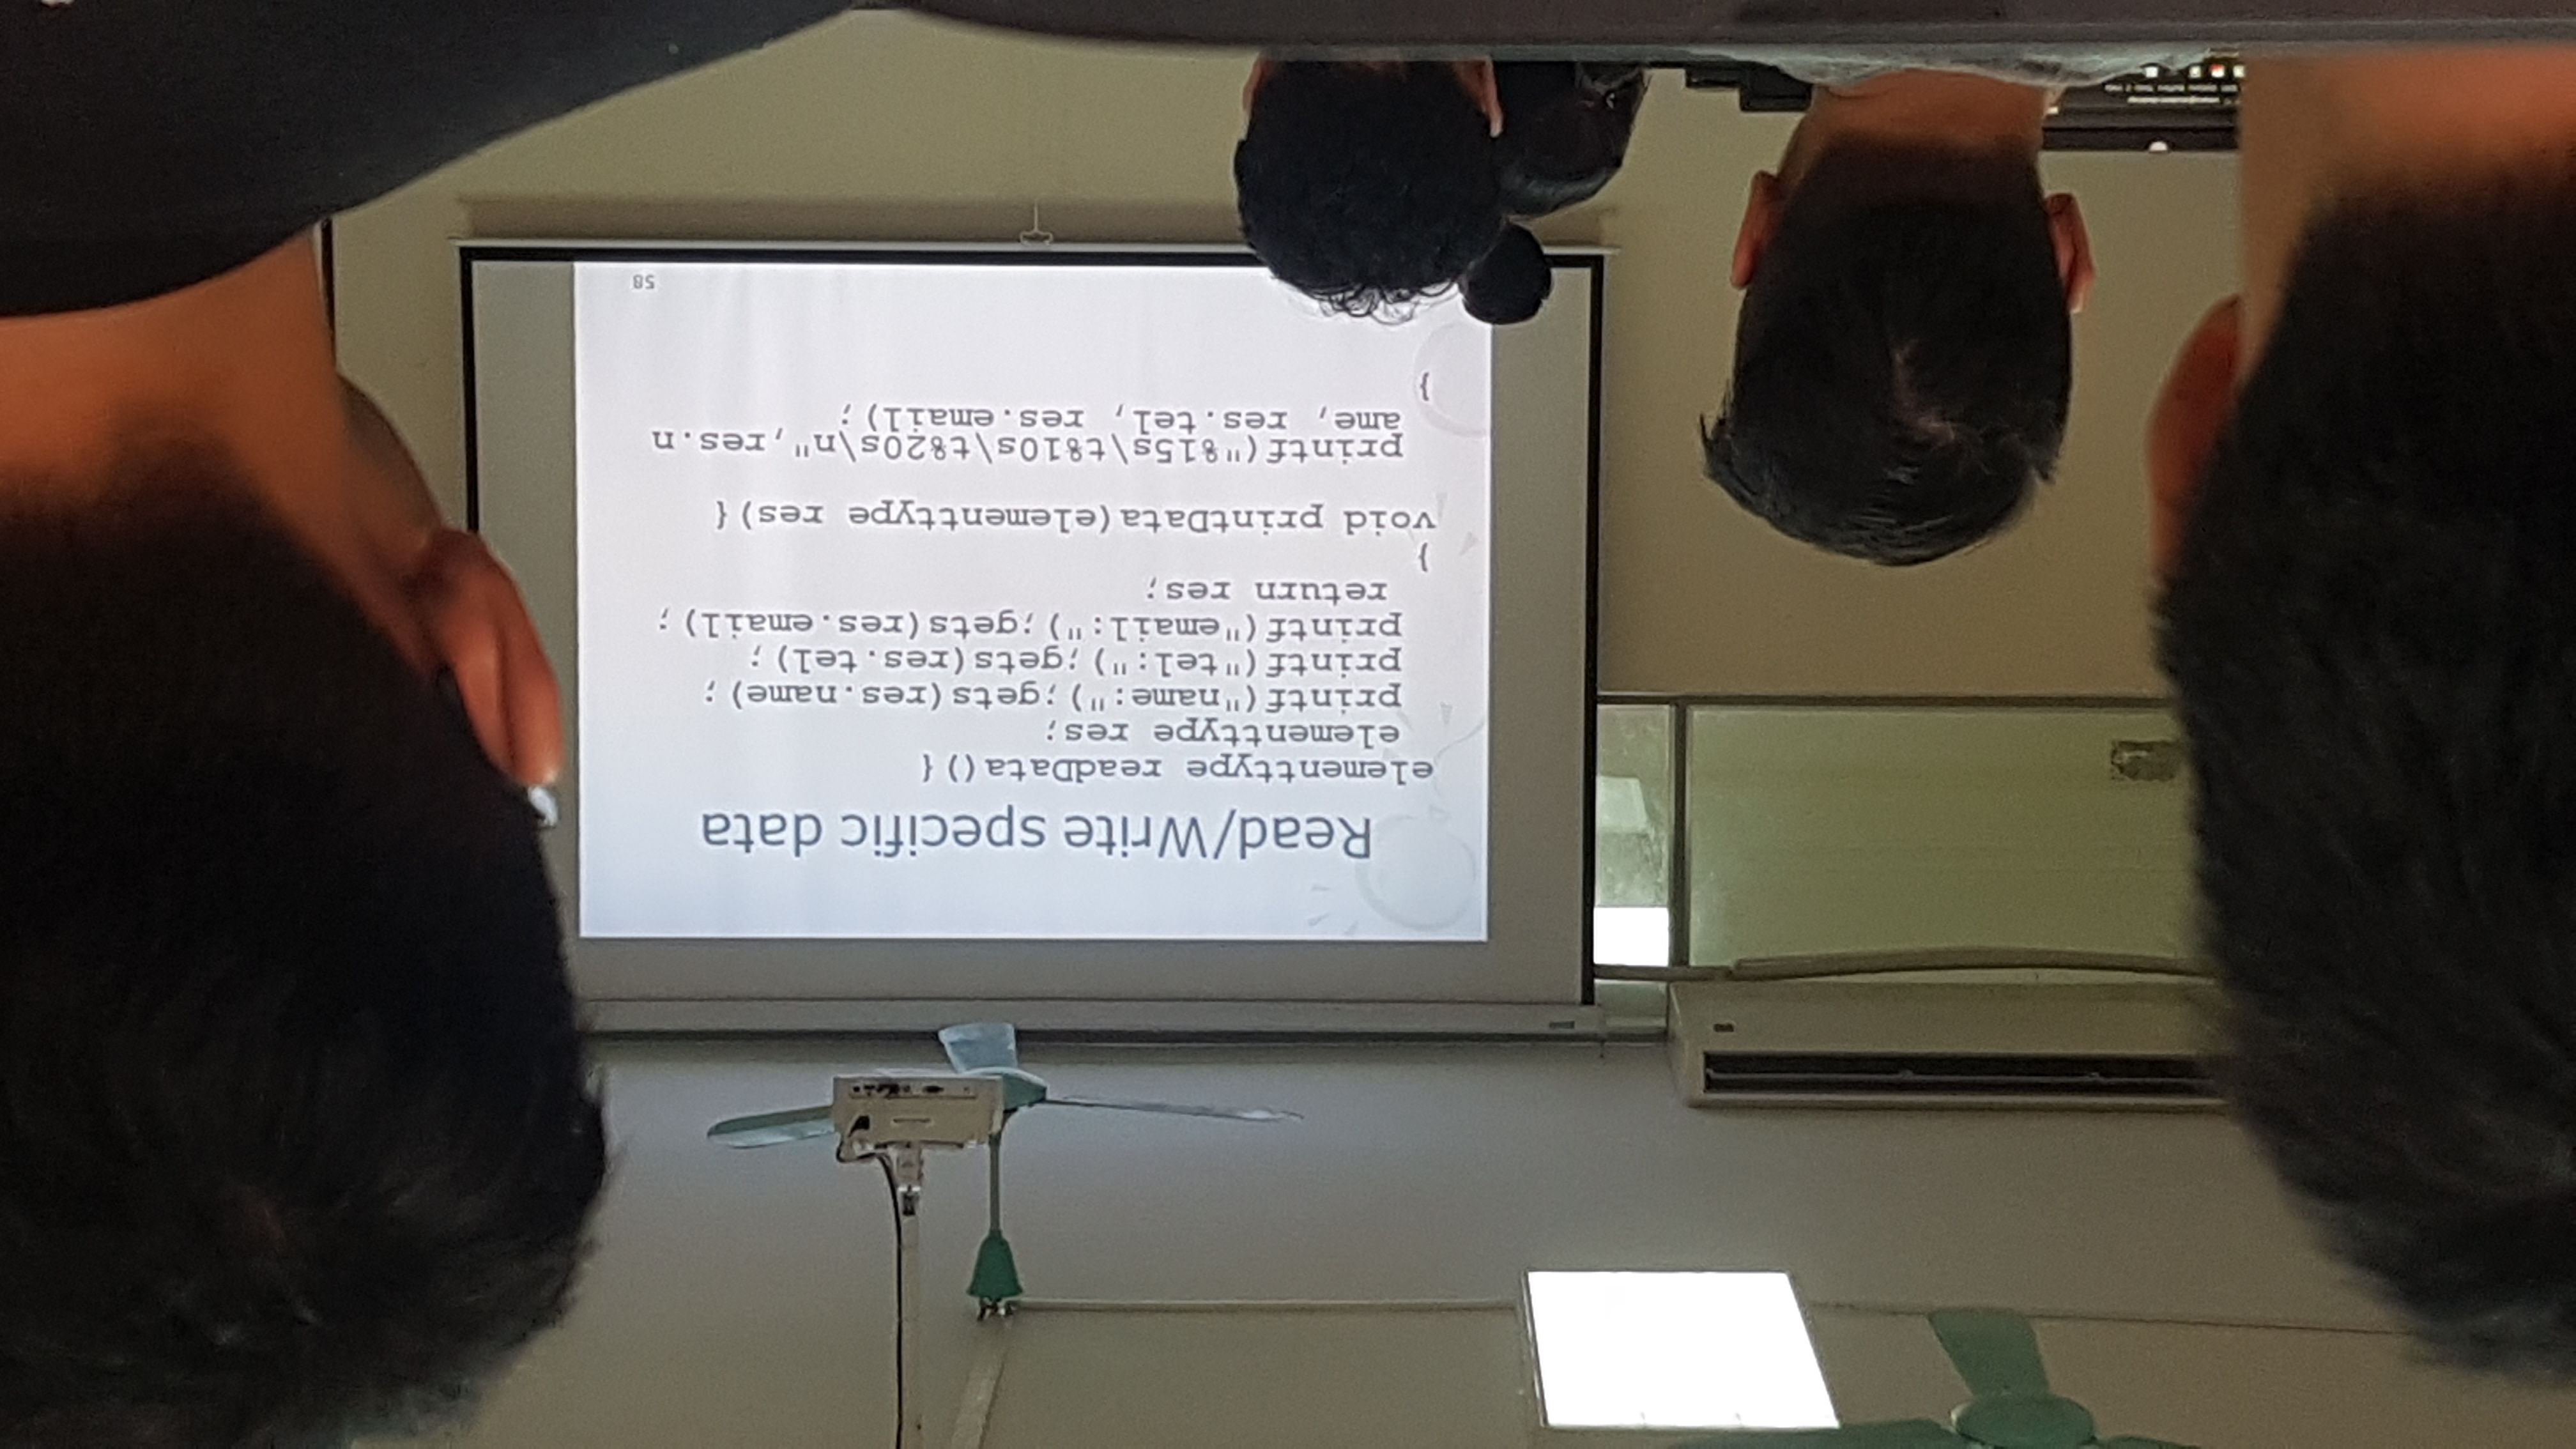 Read/Write specific data
elementtype readData(){
elementtype res;
printf("name:");gets(res.name);
printf("tel:");gets(res.tel);
printf("email:");gets(res.email);
return res;
}
void printData(elementtype res){
printf("%15s\t%10s\t%20s\n",res.n
ame, res.tel, res.email);
}
58